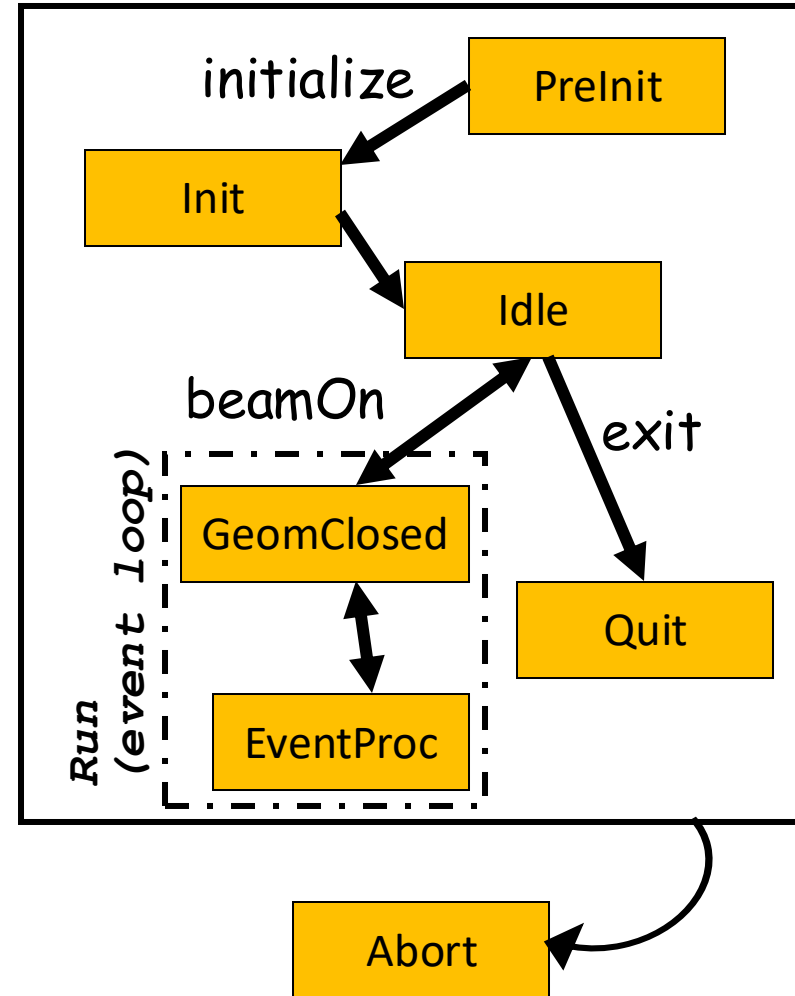 initialize
PreInit
Init
Idle
beamOn
exit
Run
(event loop)
GeomClosed
Quit
EventProc
Abort